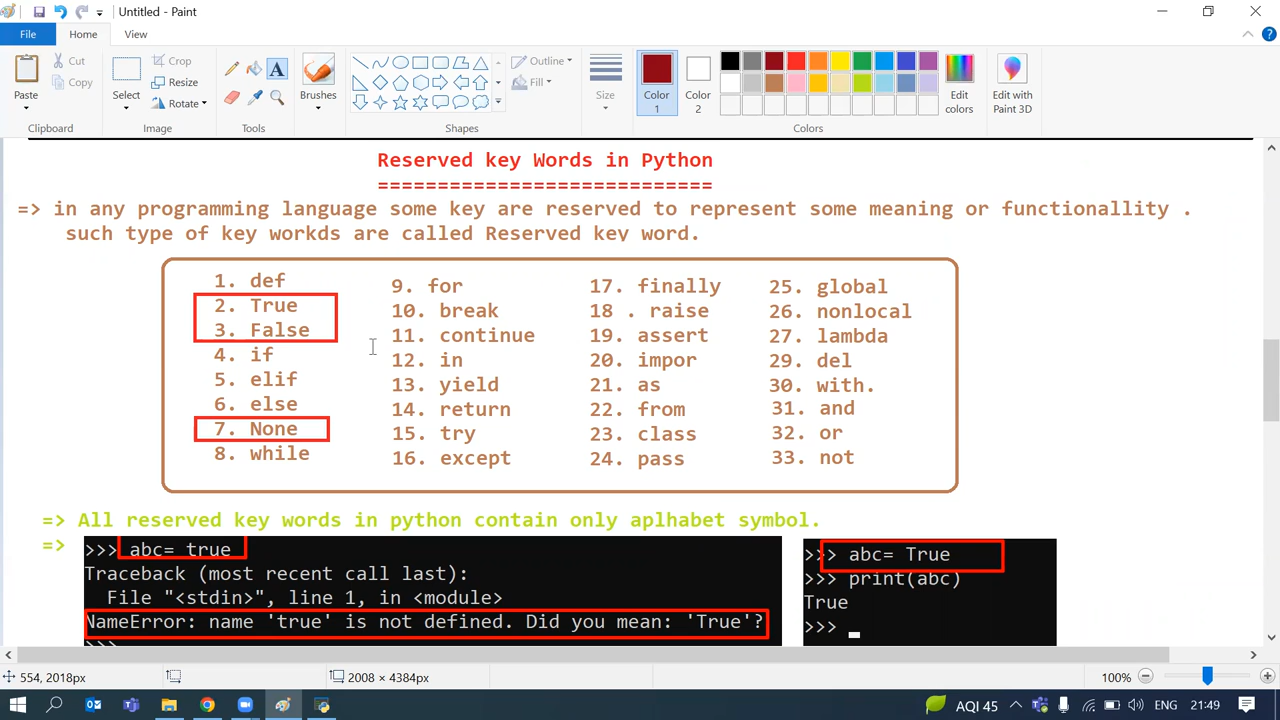 Untitled - Paint
File
Home
View
Paste
Cut
Copy
Clipboard
Select
Crop
Resize
Rotate
Image
A
Tools
Brushes
Outline
Fill
Shapes
Size
Color
1
Color
2
Edit
colors
Edit with
Paint 3D
Colors
Reserved key Words in Python
============================
=> in any programming language some key are reserved to represent some meaning or functionallity .
such type of key workds are called Reserved key word.
1. def
2. True
3. False
4. if
5. elif
6. else
7. None
8. while
9. for
10. break
11. continue
12. in
13. yield
14. return
15. try
16. except
17. finally
18 . raise
19. assert
20. impor
21. as
22. from
23. class
24. pass
25. global
26. nonlocal
27. lambda
29. del
30. with.
31. and
32. or
33. not
=> All reserved key words in python contain only aplhabet symbol.
=>
>>> abc= true
Traceback (most recent call last):
File "<stdin>", line 1, in <module>
NameError: name 'true' is not defined. Did you mean: 'True'?
>>>
>>> abc= True
>>> print(abc)
True
>>>
554, 2018px
2008 × 4384px
100%
AQI 45
ENG
21:49